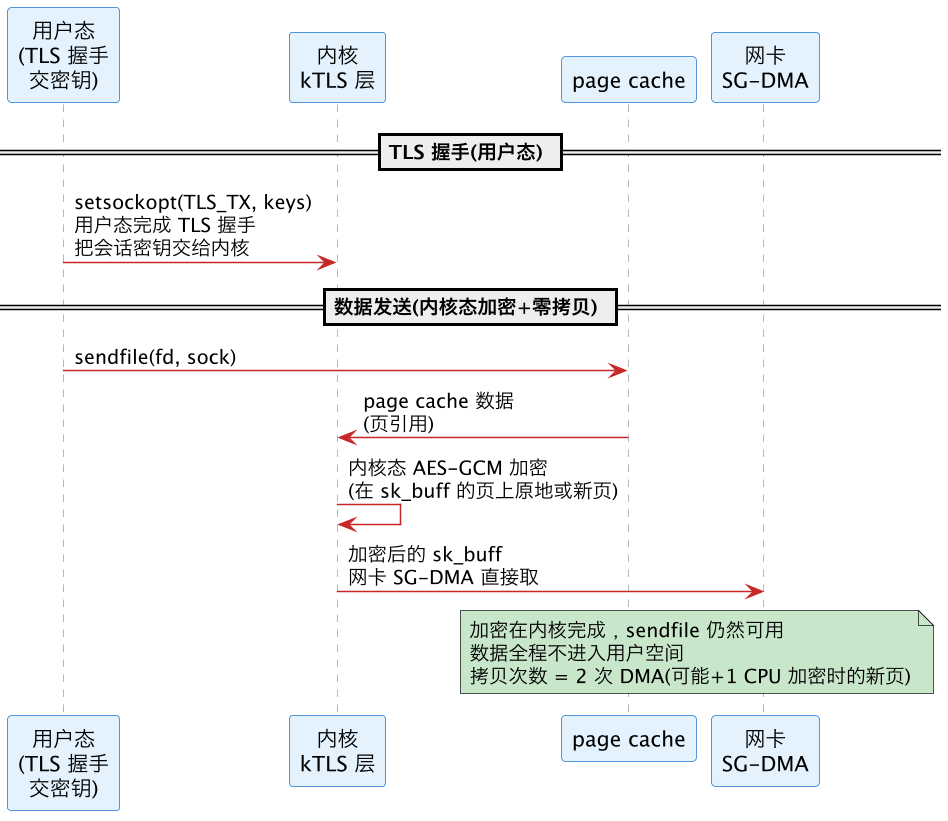 用户态
(TLS 握手
交密钥)
内核
kTLS 层
page cache
网卡
SG-DMA
TLS 握手(用户态)
setsockopt(TLS_TX, keys)
用户态完成 TLS 握手
把会话密钥交给内核
数据发送(内核态加密+零拷贝)
sendfile(fd, sock)
page cache 数据
(页引用)
内核态 AES-GCM 加密
(在 sk_buff 的页上原地或新页)
加密后的 sk_buff
网卡 SG-DMA 直接取
加密在内核完成，sendfile 仍然可用
数据全程不进入用户空间
拷贝次数 = 2 次 DMA(可能+1 CPU 加密时的新页)
用户态
(TLS 握手
交密钥)
内核
kTLS 层
page cache
网卡
SG-DMA